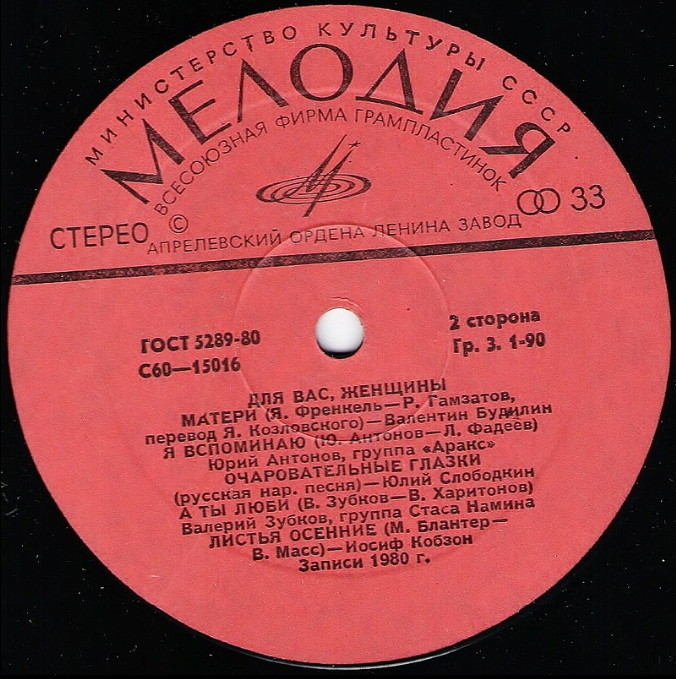 МИНИСТЕРСТВО КУЛЬТУРЫ СССР
МЕЛОДИЯ
ВСЕСОЮЗНАЯ ФИРМА ГРАМПЛАСТИНОК
СТЕРЕО
©
33
АПРЕЛЕВСКИЙ ОРДЕНА ЛЕНИНА ЗАВОД
ГОСТ 5289-80
С60—15016
2 сторона
Гр. 3. 1-90
ДЛЯ ВАС, ЖЕНЩИНЫ
МАТЕРИ (Я. Френкель—Р. Гамзатов,
перевод Я. Козловского)—Валентин Будилин
Я ВСПОМИНАЮ (Ю. Антонов—Л. Фадеев)
Юрий Антонов, группа «Аракс»
ОЧАРОВАТЕЛЬНЫЕ ГЛАЗКИ
(русская нар. песня)—Юлий Слободкин
А ТЫ ЛЮБИ (В. Зубков—В. Харитонов)
Валерий Зубков, группа Стаса Намина
ЛИСТЬЯ ОСЕННИЕ (М. Блантер—
В. Масс)—Иосиф Кобзон
Записи 1980 г.